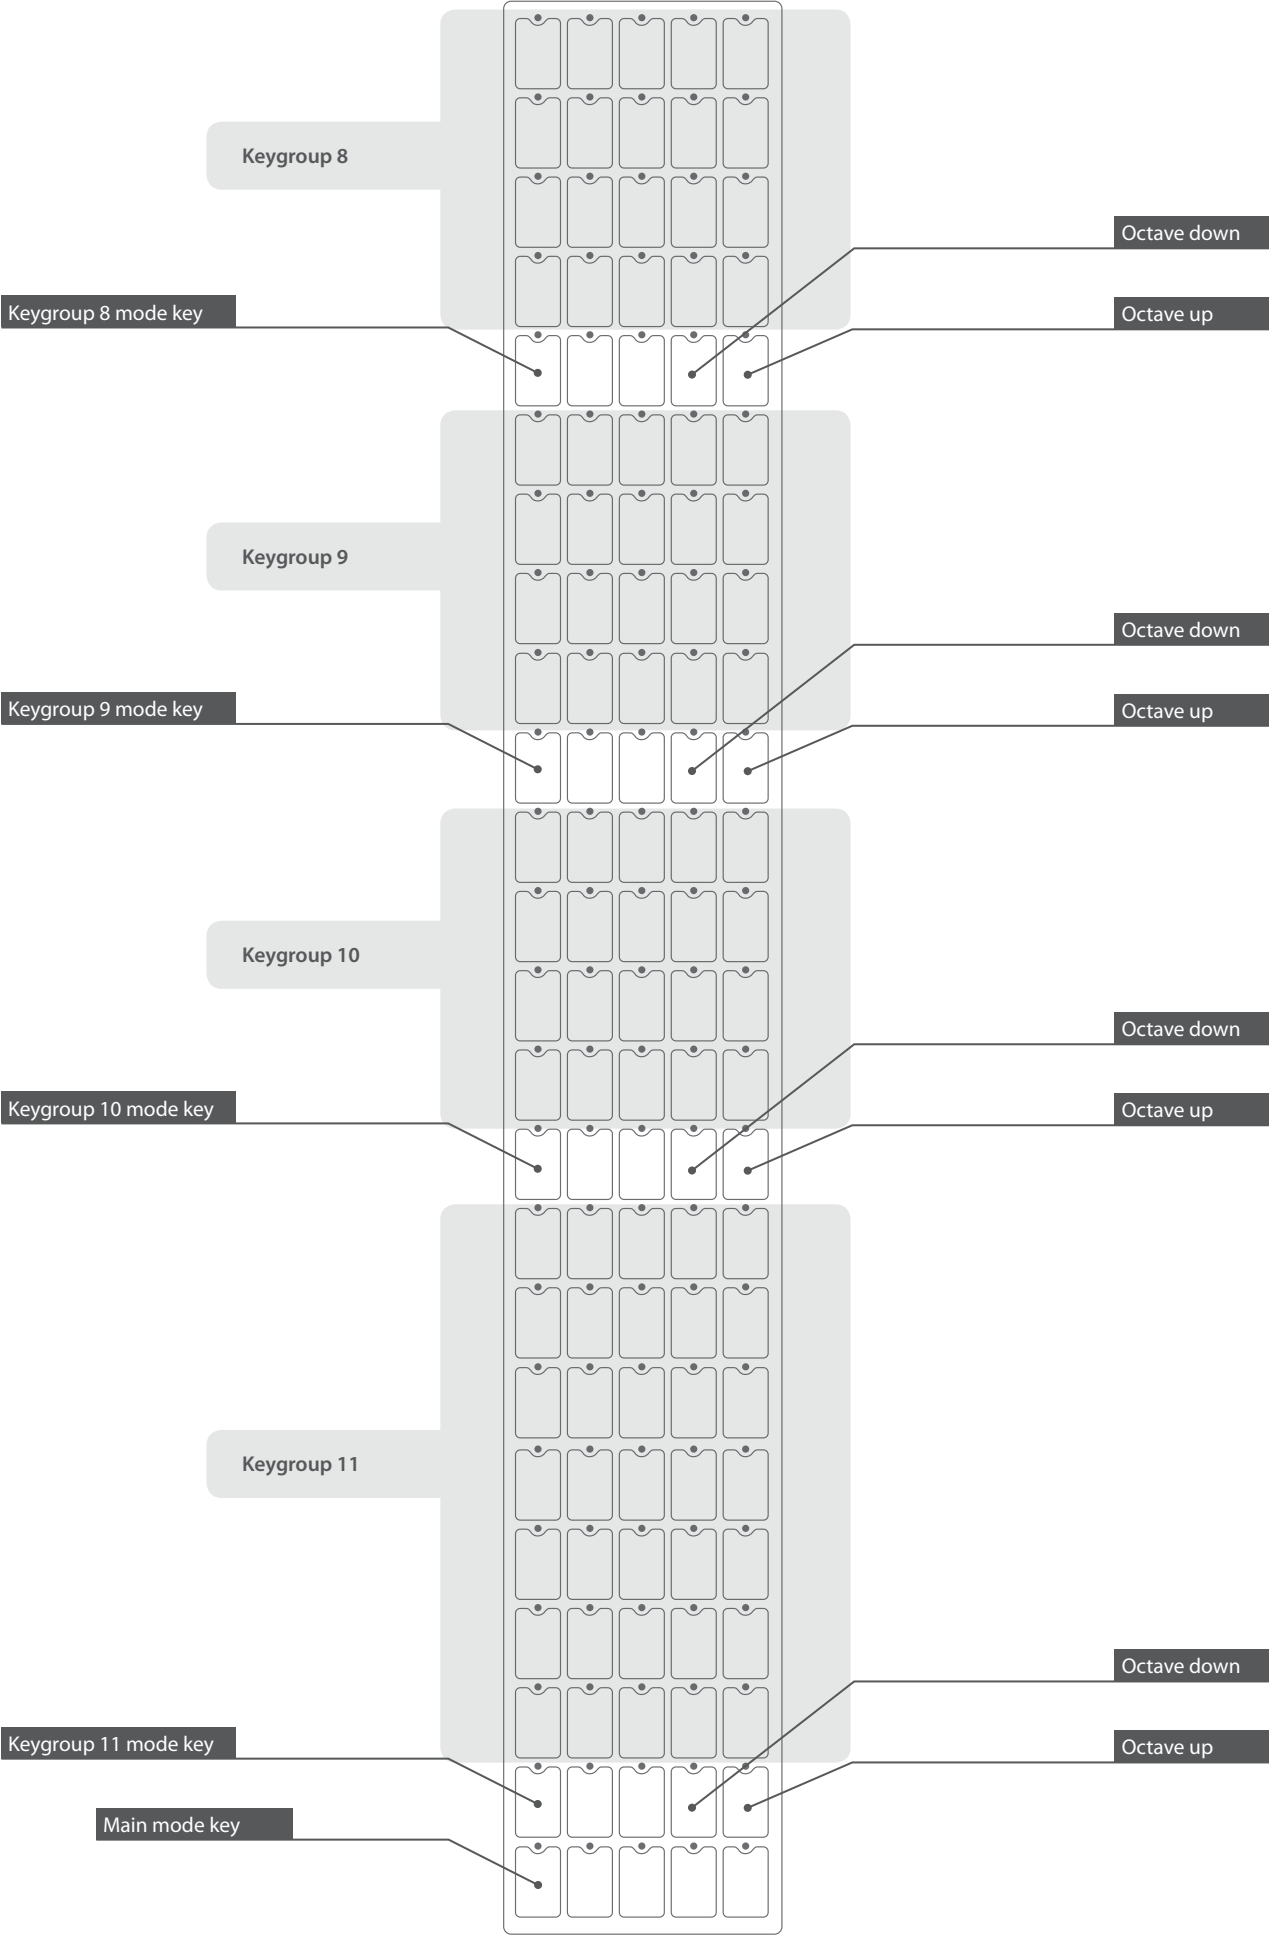 Keygroup 8
Octave down
Keygroup 8 mode key
Octave up
Keygroup 9
Octave down
Keygroup 9 mode key
Octave up
Keygroup 10
Octave down
Keygroup 10 mode key
Octave up
Keygroup 11
Octave down
Keygroup 11 mode key
Octave up
Main mode key